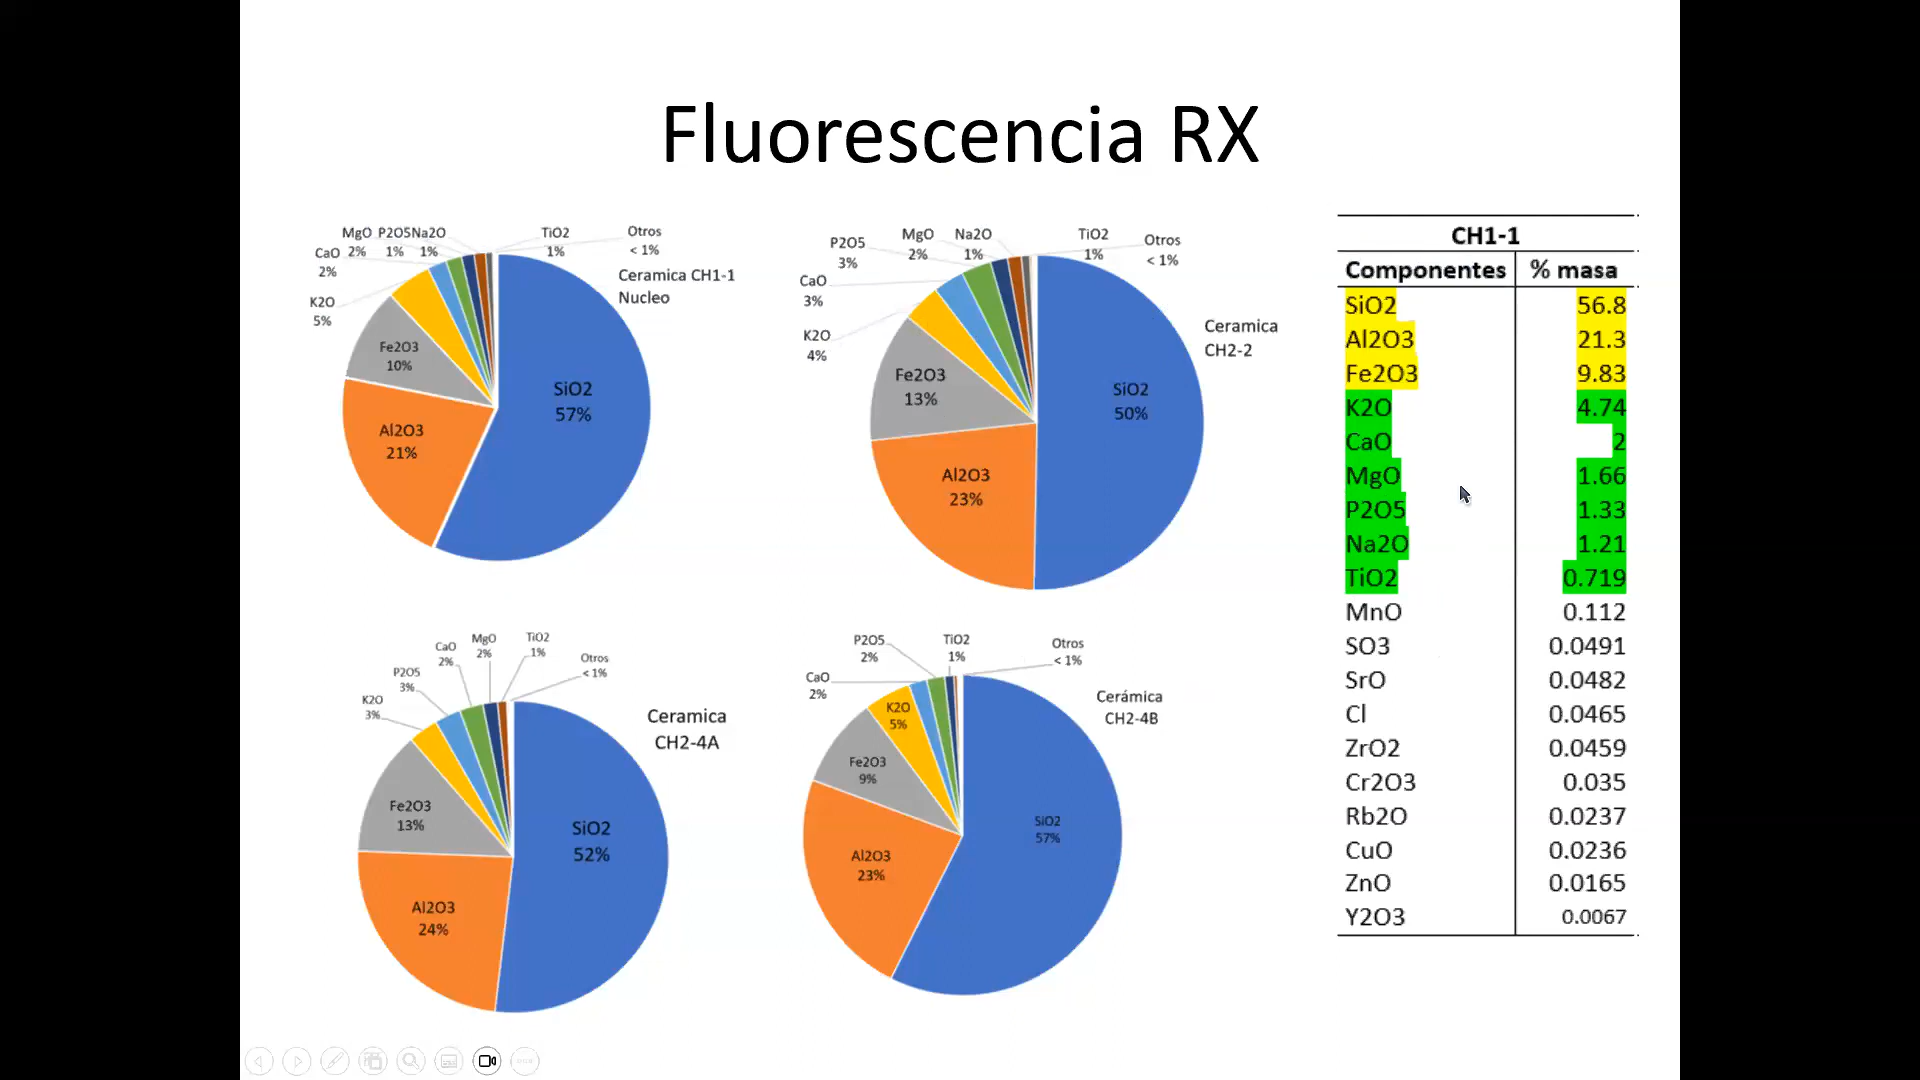 Fluorescencia RX
MgO P2O5 Na2O TiO2 Otros
CaO 2% 1% 1% 1% < 1%
2%
K2O
5%
Ceramica CH1-1
Nucleo
Fe2O3
10%
SiO2
57%
Al2O3
21%
P2O5 MgO Na2O TiO2 Otros
3% 2% 1% 1% < 1%
CaO
3%
K2O
4%
Ceramica
CH2-2
Fe2O3
13%
SiO2
50%
Al2O3
23%
CaO MgO TiO2 Otros
2% 2% 1% < 1%
P2O5
3%
K2O
3%
Ceramica
CH2-4A
Fe2O3
13%
SiO2
52%
Al2O3
24%
P2O5 TiO2 Otros
2% 1% < 1%
CaO
2%
K2O
5%
Cerámica
CH2-4B
Fe2O3
9%
SiO2
57%
Al2O3
23%
CH1-1
Componentes % masa
SiO2 56.8
Al2O3 21.3
Fe2O3 9.83
K2O 4.74
CaO 2
MgO 1.66
P2O5 1.33
Na2O 1.21
TiO2 0.719
MnO 0.112
SO3 0.0491
SrO 0.0482
Cl 0.0465
ZrO2 0.0459
Cr2O3 0.035
Rb2O 0.0237
CuO 0.0236
ZnO 0.0165
Y2O3 0.0067